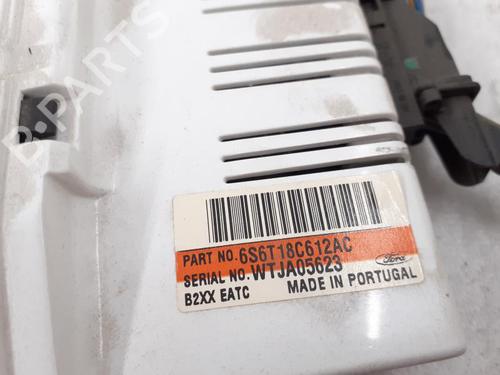 B-PARTS
PART NO. 6S6T18C612AC
SERIAL NO. WTJA05623
Ford
B2XX EATC MADE IN PORTUGAL